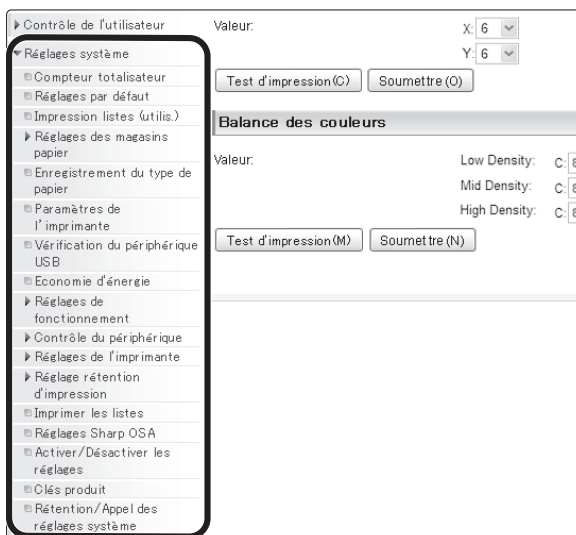 Contrôle de l'utilisateur
Réglages système
Compteur totalisateur
Réglages par défaut
Impression listes (utilis.)
Réglages des magasins
papier
Enregistrement du type de
papier
Paramètres de
l'imprimante
Vérification du périphérique
USB
Economie d'énergie
Réglages de
fonctionnement
Contrôle du périphérique
Réglages de l'imprimante
Réglage rétention
d'impression
Imprimer les listes
Réglages Sharp OSA
Activer/Désactiver les
réglages
Clés produit
Rétention/Appel des
réglages système
Valeur: X: 6
Y: 6
Test d'impression(C) Soumettre (O)
Balance des couleurs
Valeur: Low Density: C: 8
Mid Density: C: 8
High Density: C: 8
Test d'impression(M) Soumettre (N)